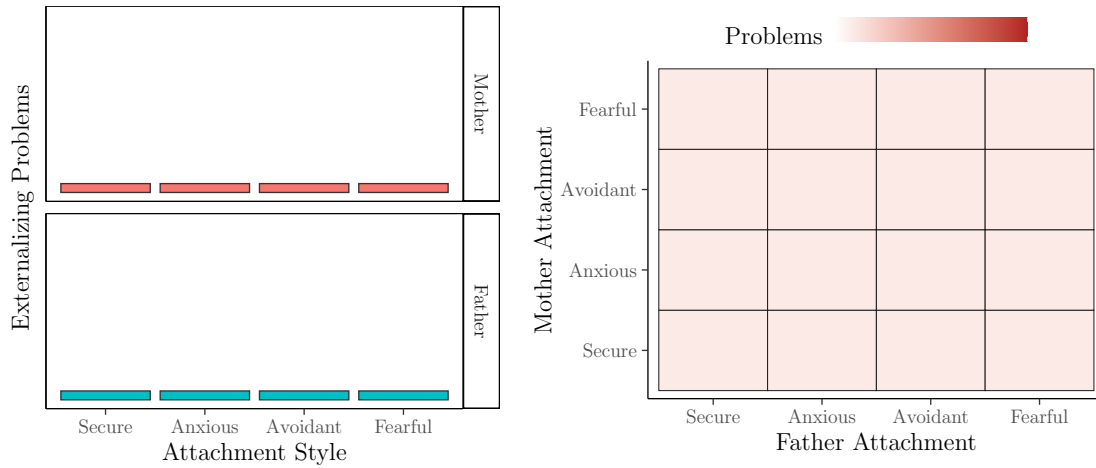 Externalizing Problems
Mother
Father
Secure Anxious Avoidant Fearful
Attachment Style
Problems
Mother Attachment
Fearful
Avoidant
Anxious
Secure
Secure Anxious Avoidant Fearful
Father Attachment